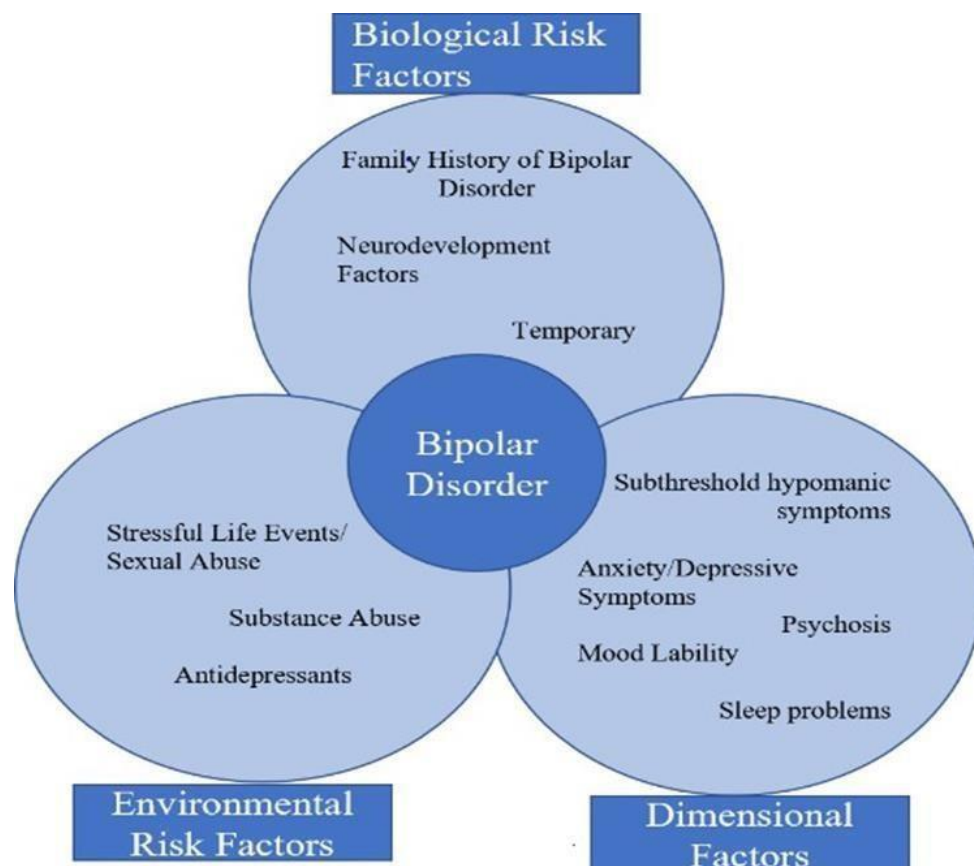 Biological Risk
Factors
Family History of Bipolar
Disorder
Neurodevelopment
Factors
Temporary
Bipolar
Disorder
Stressful Life Events/
Sexual Abuse
Substance Abuse
Antidepressants
Subthreshold hypomanic
symptoms
Anxiety/Depressive
Symptoms
Psychosis
Mood Lability
Sleep problems
Environmental
Risk Factors
Dimensional
Factors